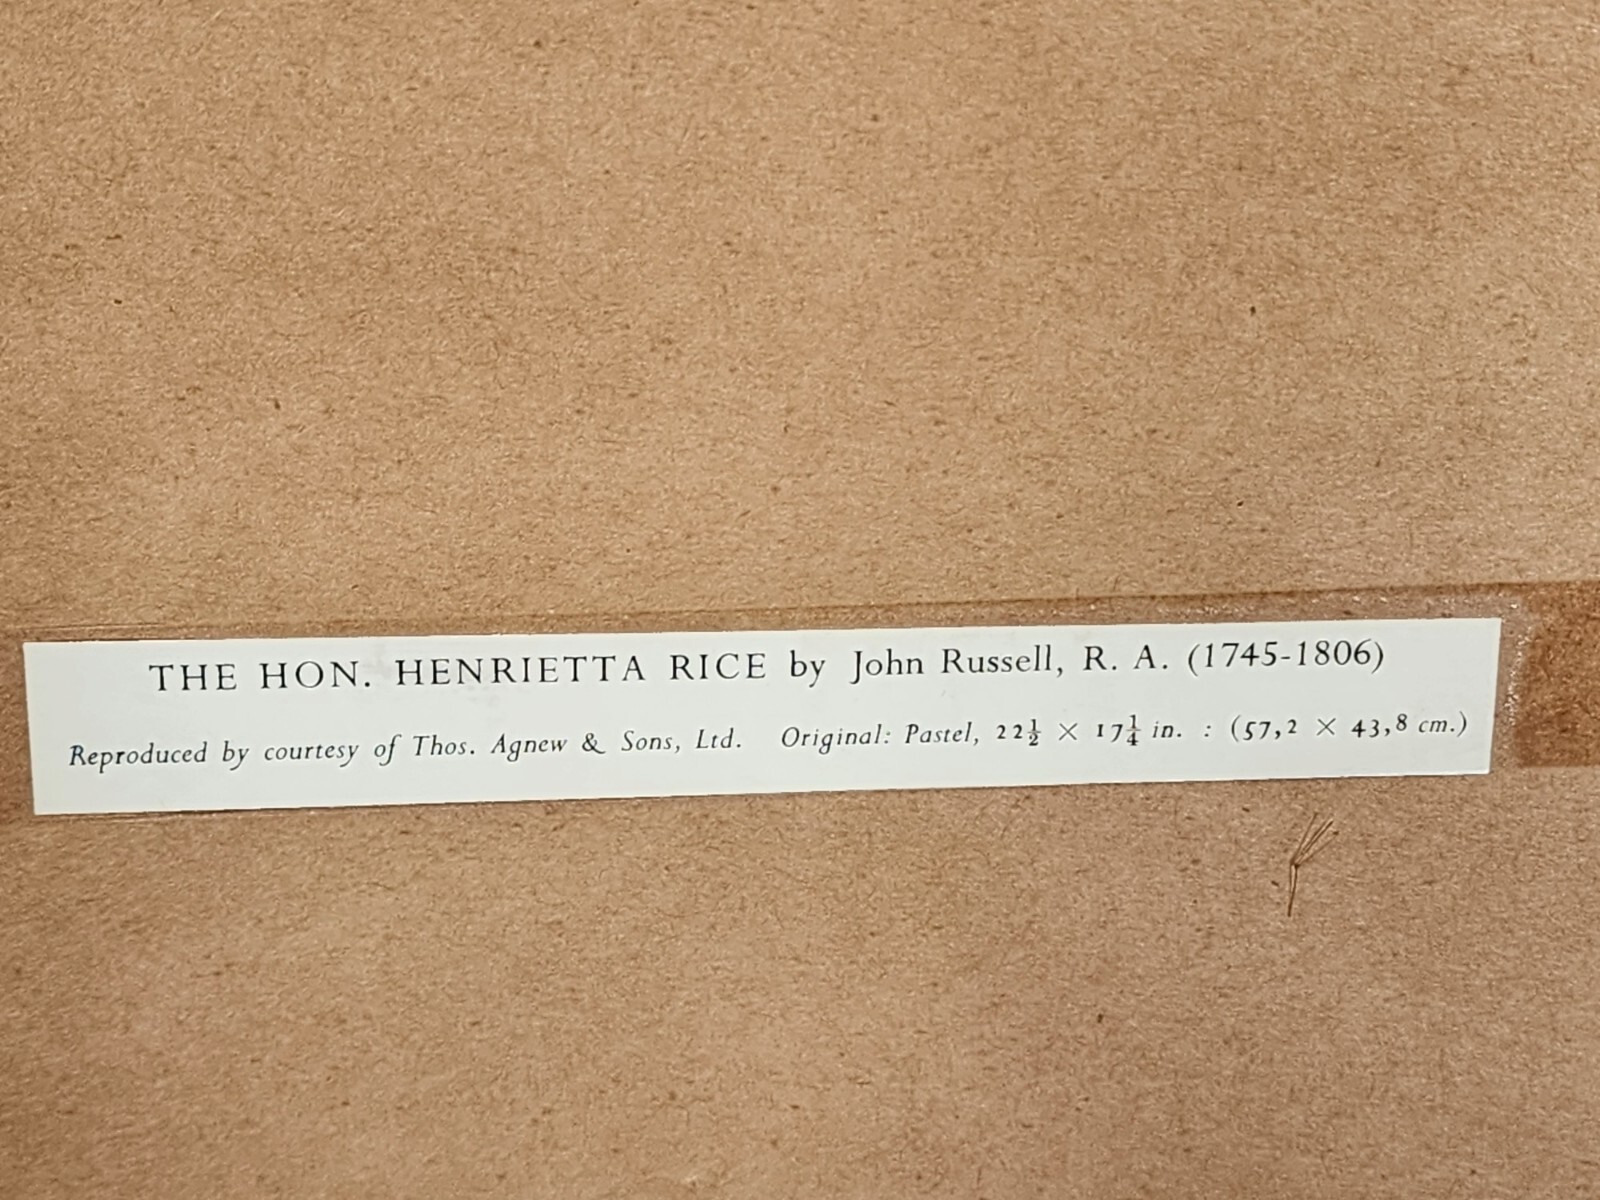 THE HON. HENRIETTA RICE by John Russell, R. A. (1745-1806)
Reproduced by courtesy of Thos. Agnew & Sons, Ltd. Original: Pastel, 22½ × 17¼ in. : (57,2 × 43,8 cm.)